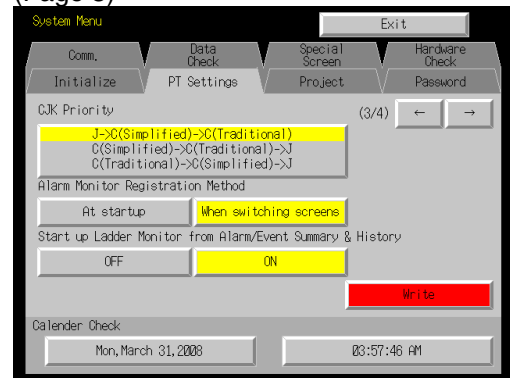 System Menu Exit
Comm. Data Check Special Screen Hardware Check
Initialize PT Settings Project Password
CJK Priority (3/4) ← →
J->C(Simplified)->C(Traditional)
C(Simplified)->C(Traditional)->J
C(Traditional)->C(Simplified)->J
Alarm Monitor Registration Method
At startup When switching screens
Start up Ladder Monitor from Alarm/Event Summary & History
OFF ON
Write
Calender Check
Mon,March 31,2008 03:57:46 AM